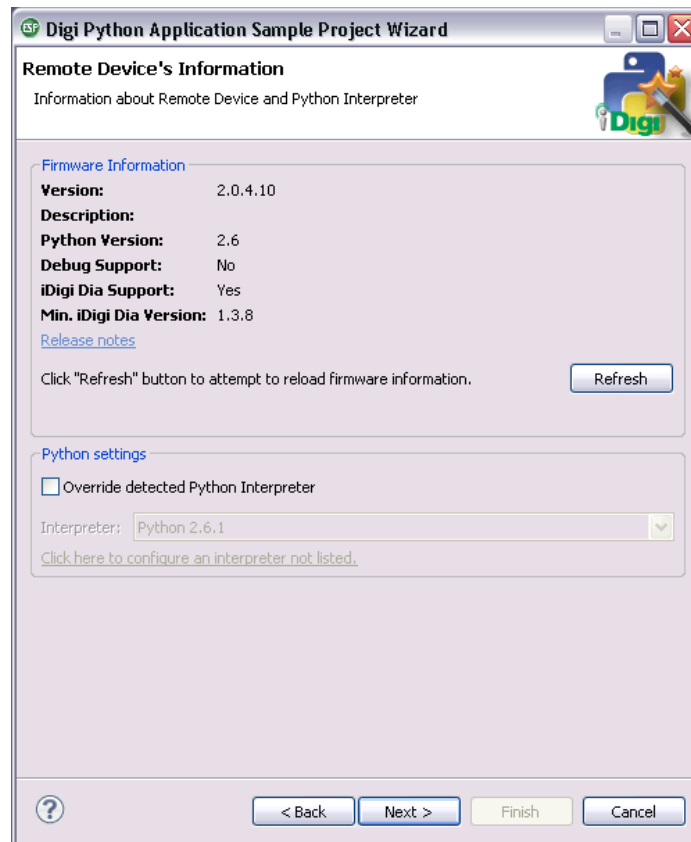 ESP Digi Python Application Sample Project Wizard
Remote Device's Information
Information about Remote Device and Python Interpreter
iDigi
Firmware Information
Version: 2.0.4.10
Description:
Python Version: 2.6
Debug Support: No
iDigi Dia Support: Yes
Min. iDigi Dia Version: 1.3.8
Release notes
Click "Refresh" button to attempt to reload firmware information. Refresh
Python settings
Override detected Python Interpreter
Interpreter: Python 2.6.1
Click here to configure an interpreter not listed.
? < Back Next > Finish Cancel